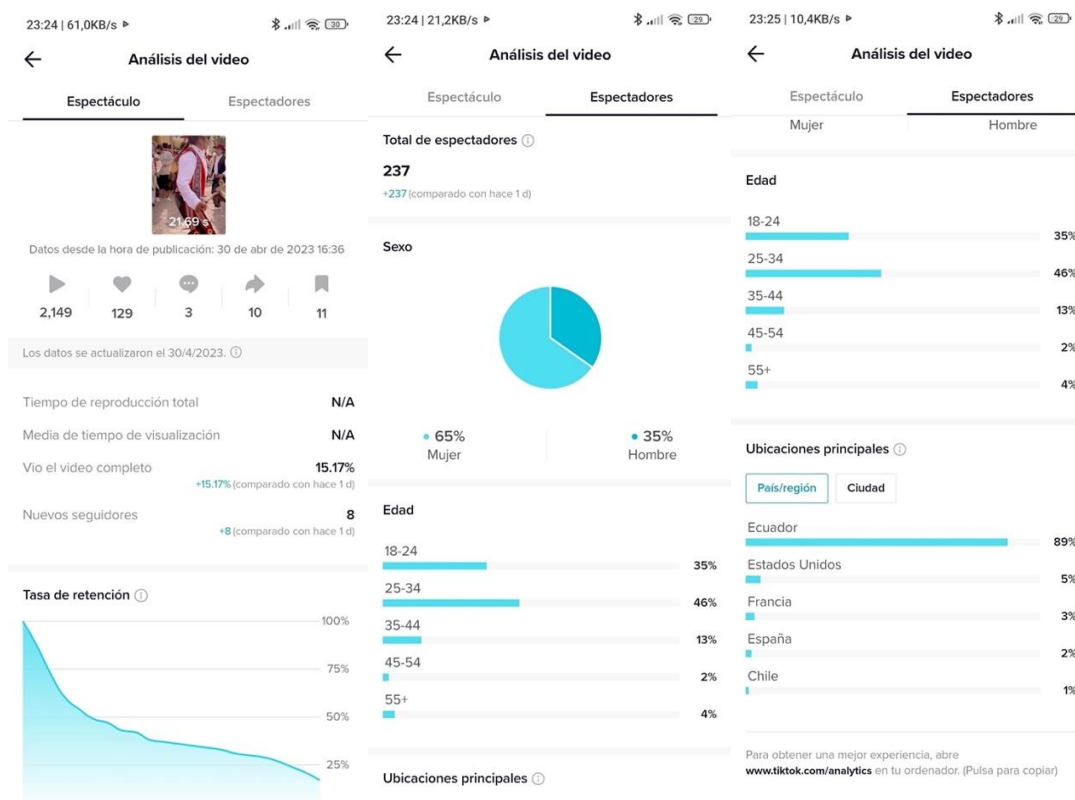 23:24 | 61,0KB/s
30
Análisis del video
Espectáculo
Espectadores
21.69 s
Datos desde la hora de publicación: 30 de abr de 2023 16:36
2,149
129
3
10
11
Los datos se actualizaron el 30/4/2023.
Tiempo de reproducción total
N/A
Media de tiempo de visualización
N/A
Vio el video completo
15.17%
+15.17% (comparado con hace 1 d)
Nuevos seguidores
8
+8 (comparado con hace 1 d)
Tasa de retención
100%
75%
50%
25%
23:24 | 21,2KB/s
29
Análisis del video
Espectáculo
Espectadores
Total de espectadores
237
+237 (comparado con hace 1 d)
Sexo
65%
Mujer
35%
Hombre
Edad
18-24
35%
25-34
46%
35-44
13%
45-54
2%
55+
4%
Ubicaciones principales
23:25 | 10,4KB/s
29
Análisis del video
Espectáculo
Espectadores
Mujer
Hombre
Edad
18-24
35%
25-34
46%
35-44
13%
45-54
2%
55+
4%
Ubicaciones principales
País/región
Ciudad
Ecuador
89%
Estados Unidos
5%
Francia
3%
España
2%
Chile
1%
Para obtener una mejor experiencia, abre
www.tiktok.com/analytics en tu ordenador. (Pulsa para copiar)